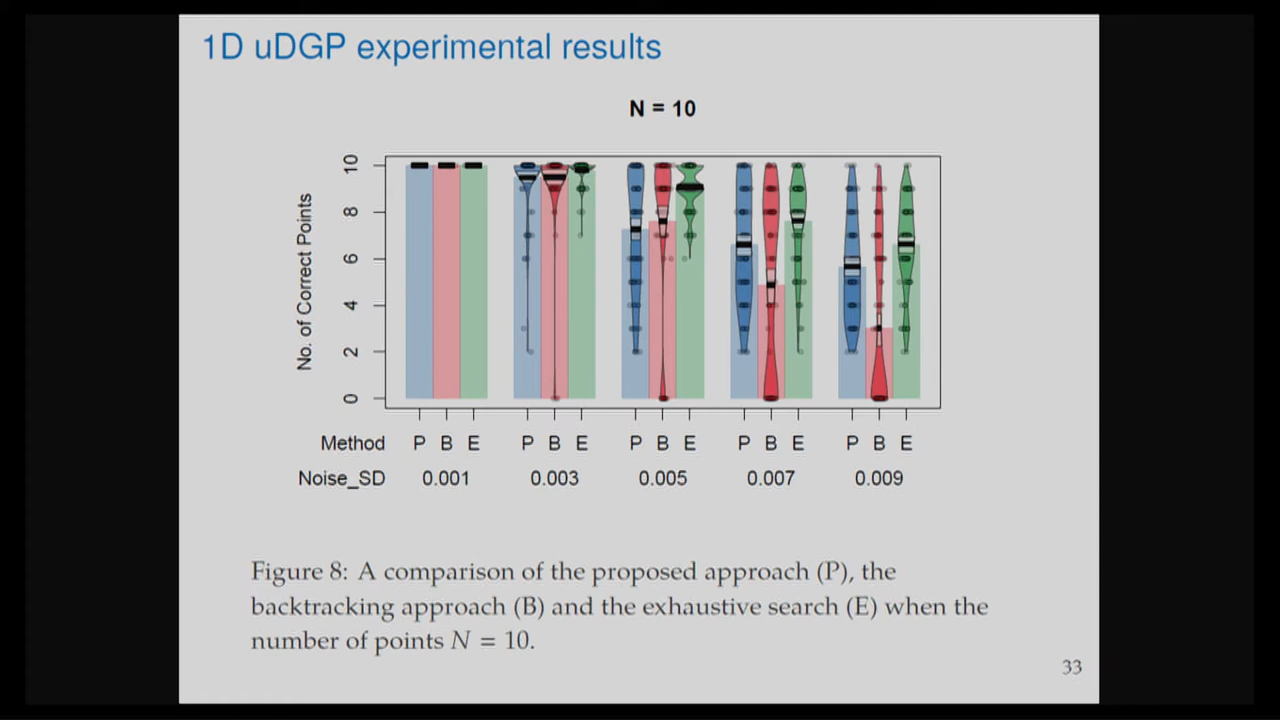 1D uDGP experimental results
N = 10
No. of Correct Points
10
8
6
4
2
0
Method P B E P B E P B E P B E P B E
Noise_SD 0.001 0.003 0.005 0.007 0.009
Figure 8: A comparison of the proposed approach (P), the
backtracking approach (B) and the exhaustive search (E) when the
number of points N = 10.
33